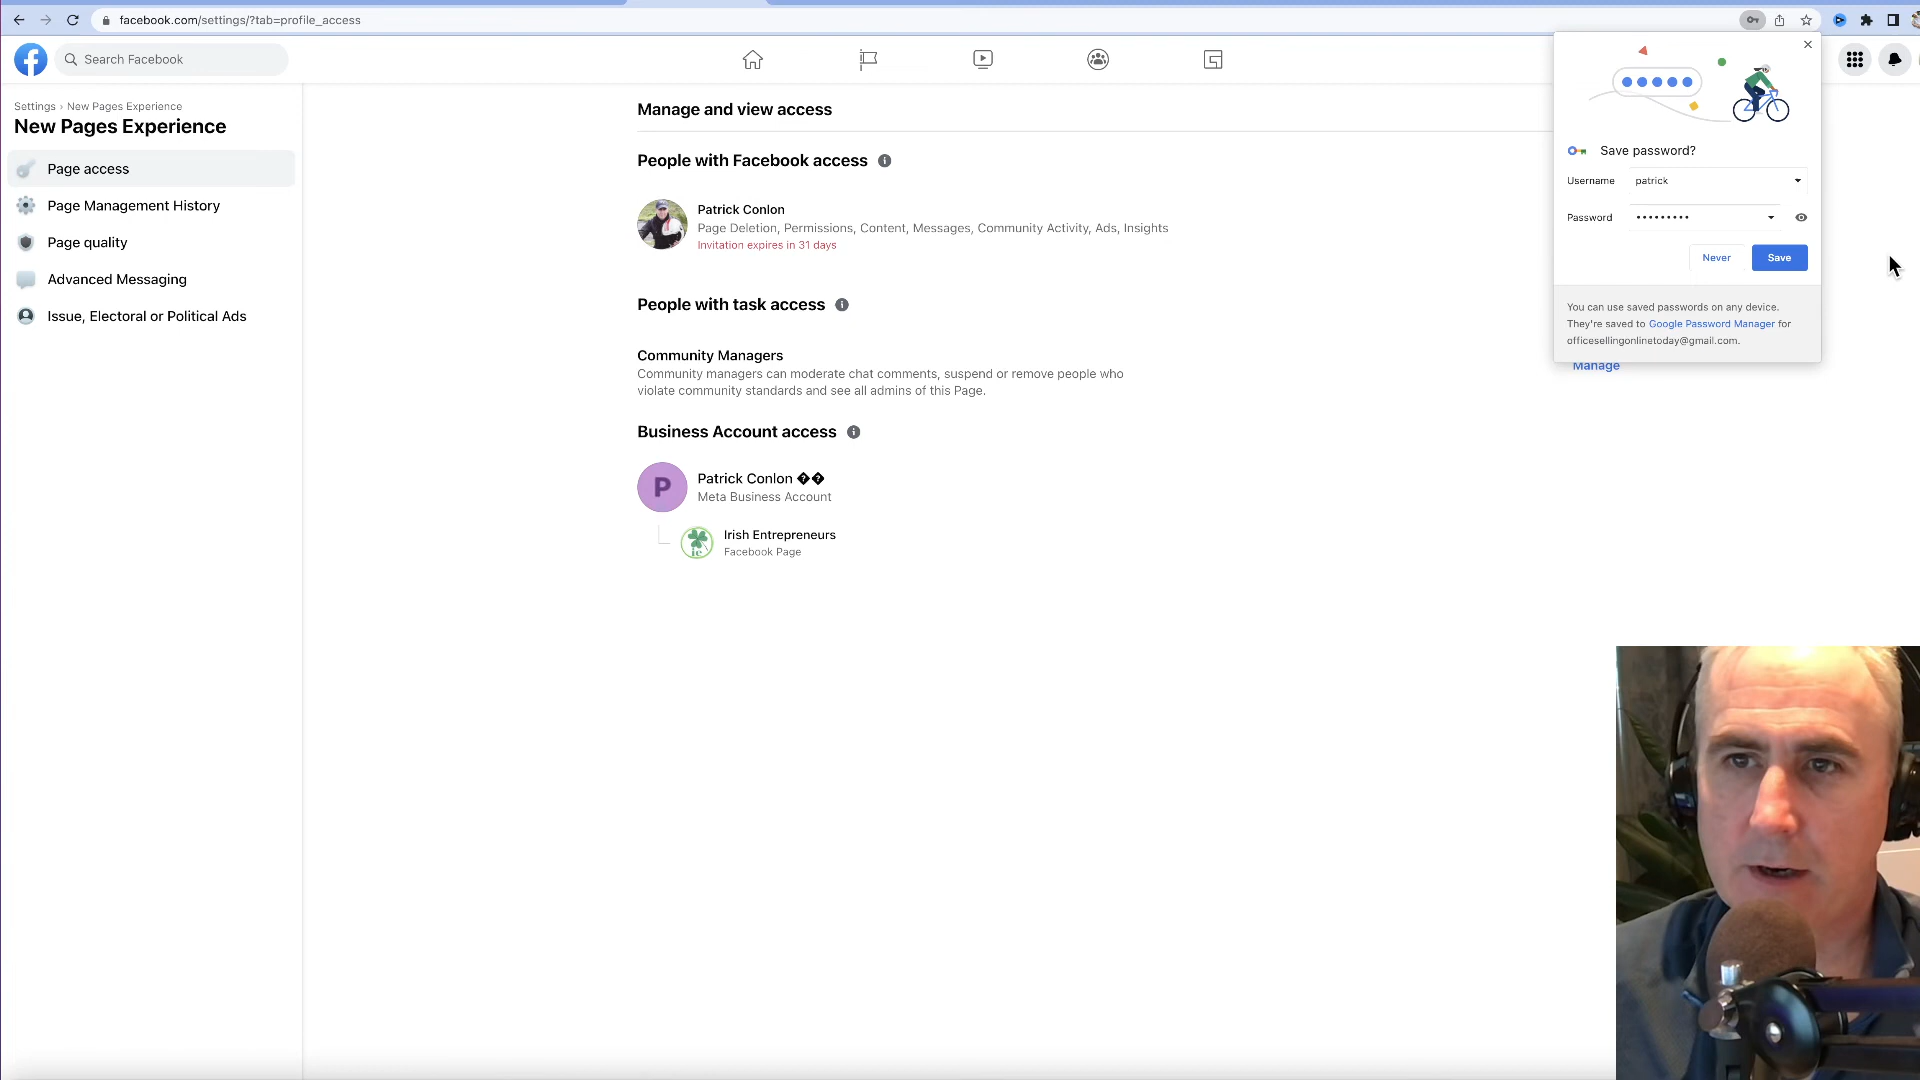 facebook.com/settings/?tab=profile_access
Search Facebook
Settings › New Pages Experience
New Pages Experience
Page access
Page Management History
Page quality
Advanced Messaging
Issue, Electoral or Political Ads
Manage and view access
People with Facebook access
Patrick Conlon
Page Deletion, Permissions, Content, Messages, Community Activity, Ads, Insights
Invitation expires in 31 days
People with task access
Community Managers
Community managers can moderate chat comments, suspend or remove people who
violate community standards and see all admins of this Page.
Manage
Business Account access
P
Patrick Conlon ��
Meta Business Account
ie
Irish Entrepreneurs
Facebook Page
Save password?
Username patrick
Password •••••••••
Never Save
You can use saved passwords on any device.
They're saved to Google Password Manager for
officesellingonlinetoday@gmail.com.